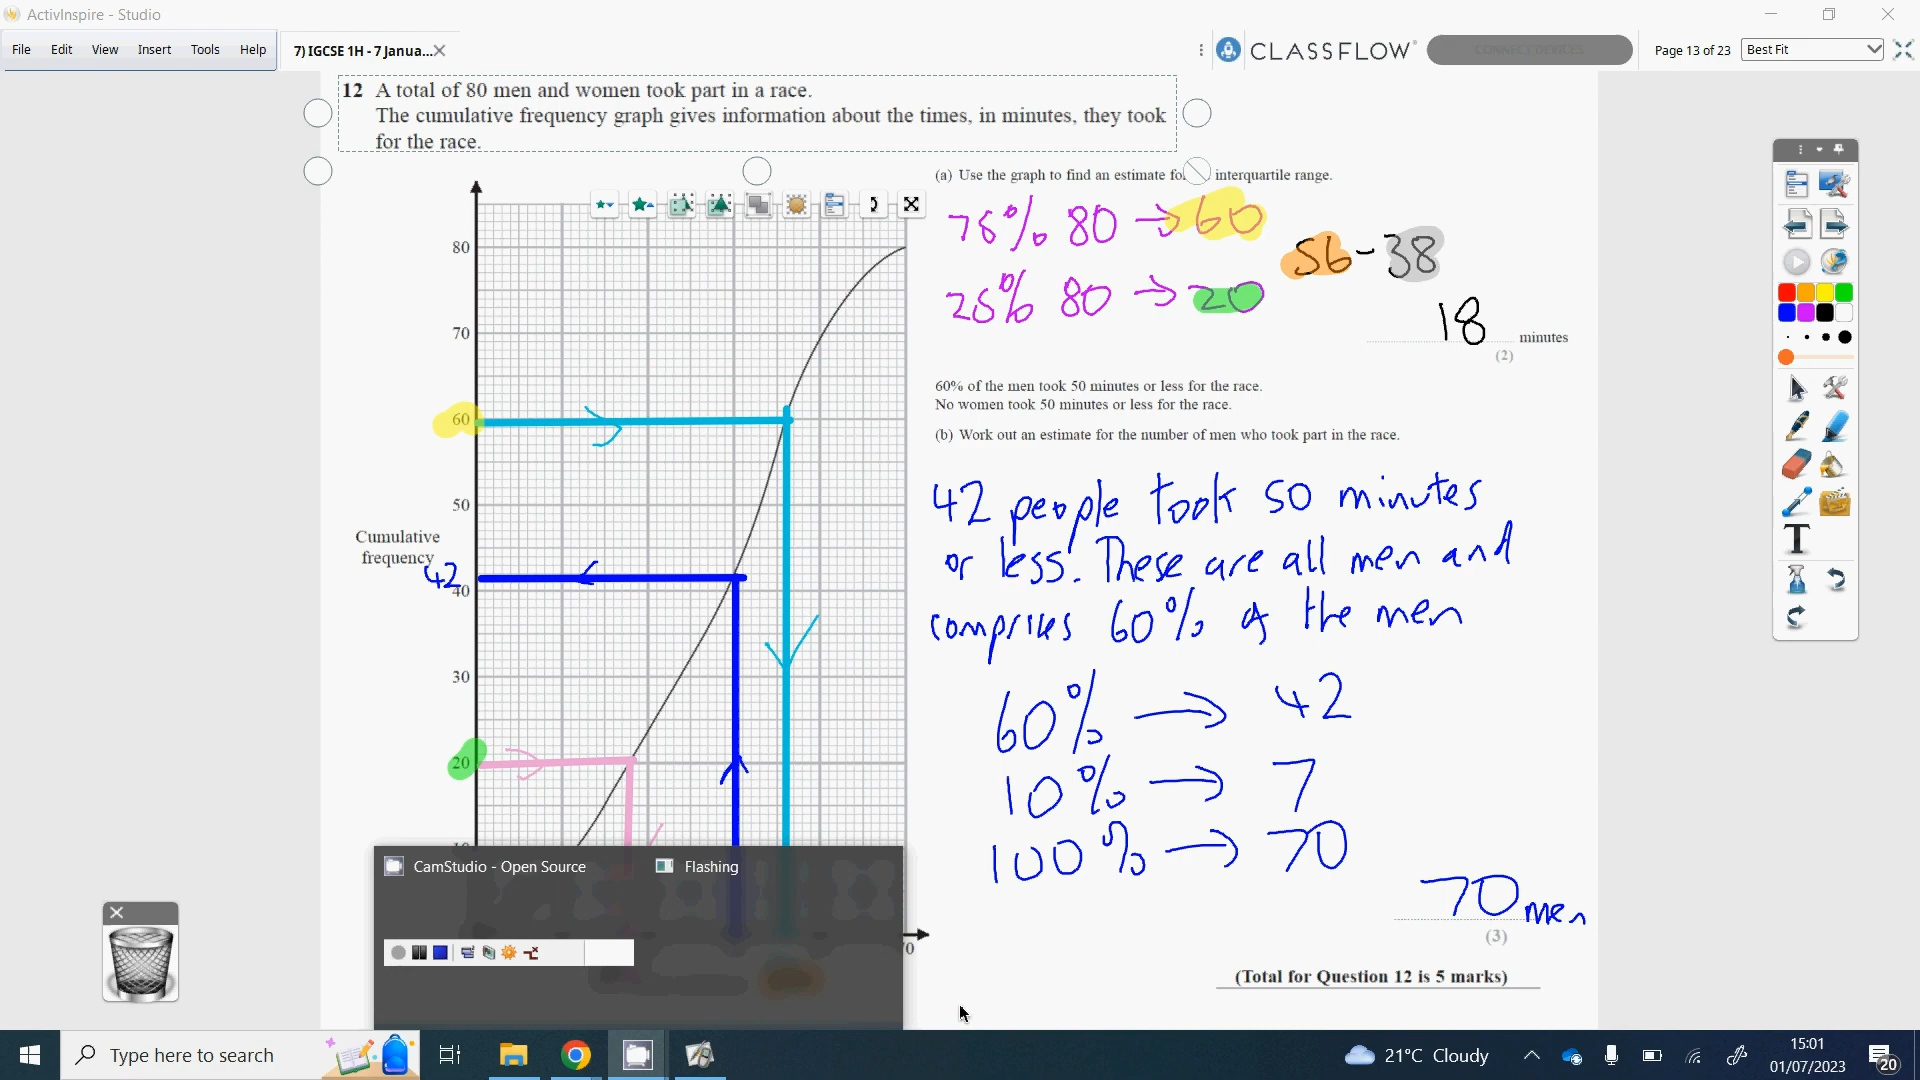 ActivInspire - Studio
File Edit View Insert Tools Help
7) IGCSE 1H - 7 Janua...
CLASSFLOW
Page 13 of 23
Best Fit
12 A total of 80 men and women took part in a race.
The cumulative frequency graph gives information about the times, in minutes, they took
for the race.
80
70
60
50
Cumulative
frequency
42
40
30
20
(a) Use the graph to find an estimate fo interquartile range.
75% 80 → 60
56 - 38
25% 80 → 20
18 minutes
(2)
60% of the men took 50 minutes or less for the race.
No women took 50 minutes or less for the race.
(b) Work out an estimate for the number of men who took part in the race.
42 people took 50 minutes
or less. These are all men and
comprises 60% of the men
60% → 42
10% → 7
100% → 70
70 men
(3)
(Total for Question 12 is 5 marks)
T
CamStudio - Open Source
Flashing
Type here to search
21°C Cloudy
15:01
01/07/2023
20